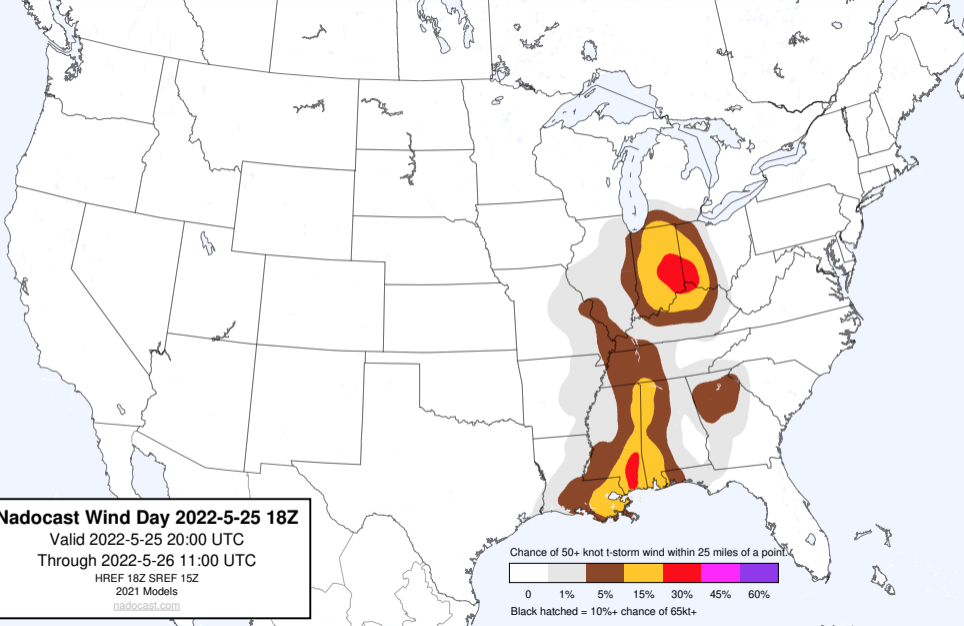 Nadocast Wind Day 2022-5-25 18Z
Valid 2022-5-25 20:00 UTC
Through 2022-5-26 11:00 UTC
HREF 18Z SREF 15Z
2021 Models
nadocast.com
Chance of 50+ knot t-storm wind within 25 miles of a point.
0 1% 5% 15% 30% 45% 60%
Black hatched = 10%+ chance of 65kt+